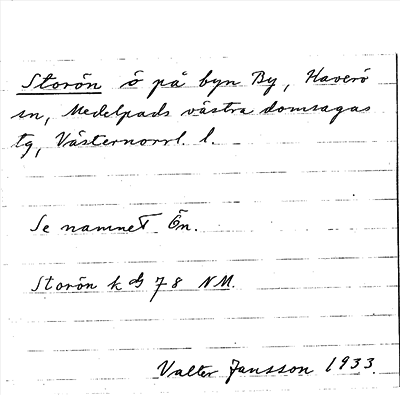 Storön ö på byn By, Haverö
sn, Medelpads västra domsagas
tg, Västernorrl. l.
Se namnet Ön.
Storön k 78 NM.
Valter Jansson 1933.